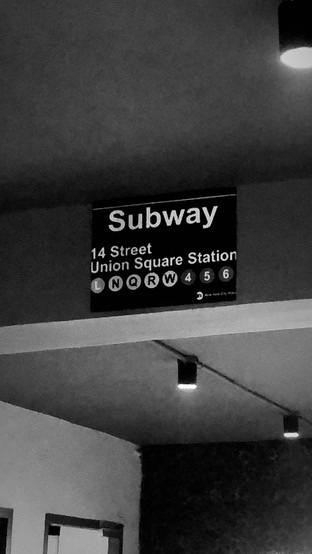 Subway
14 Street
Union Square Station
L N Q R W 4 5 6